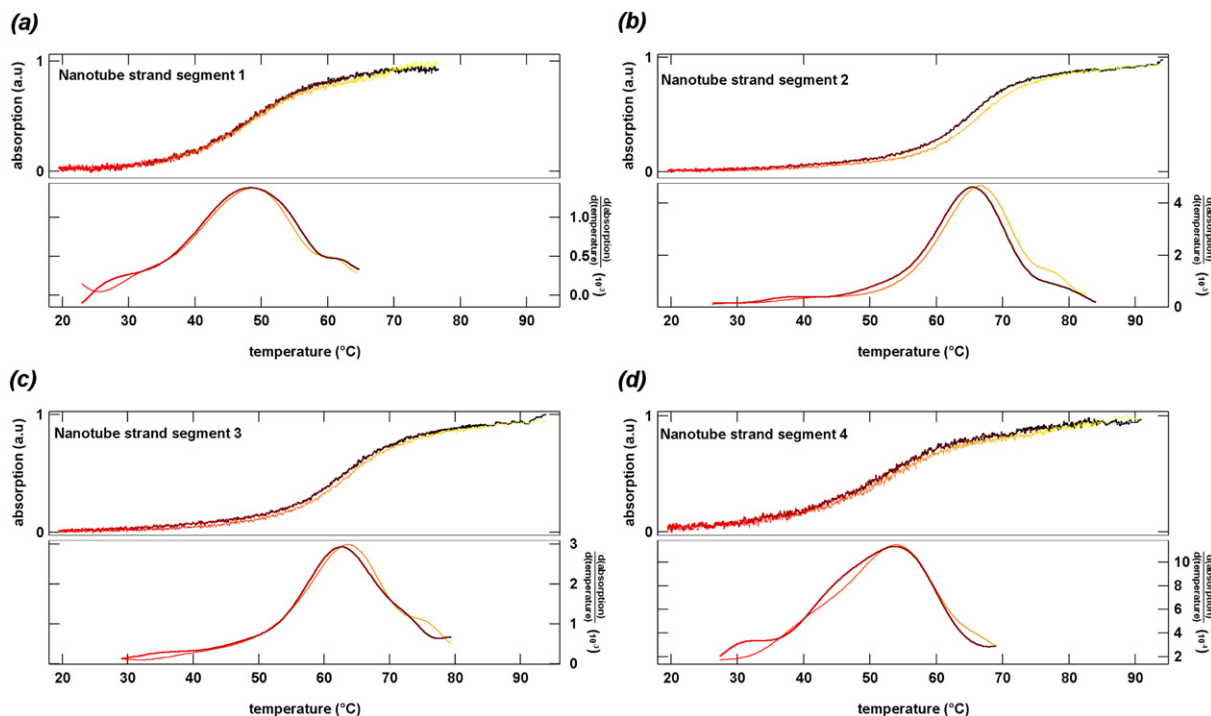 (a)
Nanotube strand segment 1
absorption (a.u)
1
0
1.0
0.5
0.0
d(absorption)
d(temperature)
(10⁻³)
20 30 40 50 60 70 80 90
temperature (°C)
(b)
Nanotube strand segment 2
absorption (a.u)
1
0
4
2
0
d(absorption)
d(temperature)
(10⁻³)
20 30 40 50 60 70 80 90
temperature (°C)
(c)
Nanotube strand segment 3
absorption (a.u)
1
0
3
2
1
0
d(absorption)
d(temperature)
(10⁻³)
20 30 40 50 60 70 80 90
temperature (°C)
(d)
Nanotube strand segment 4
absorption (a.u)
1
0
10
8
6
4
2
d(absorption)
d(temperature)
20 30 40 50 60 70 80 90
temperature (°C)